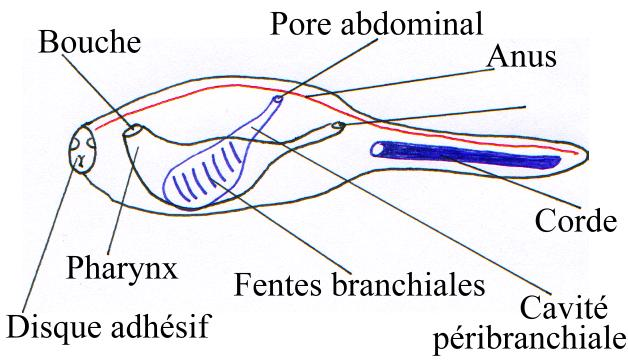 Pore abdominal
Bouche
Anus
Corde
Pharynx
Fentes branchiales
Cavité
péribranchiale
Disque adhésif